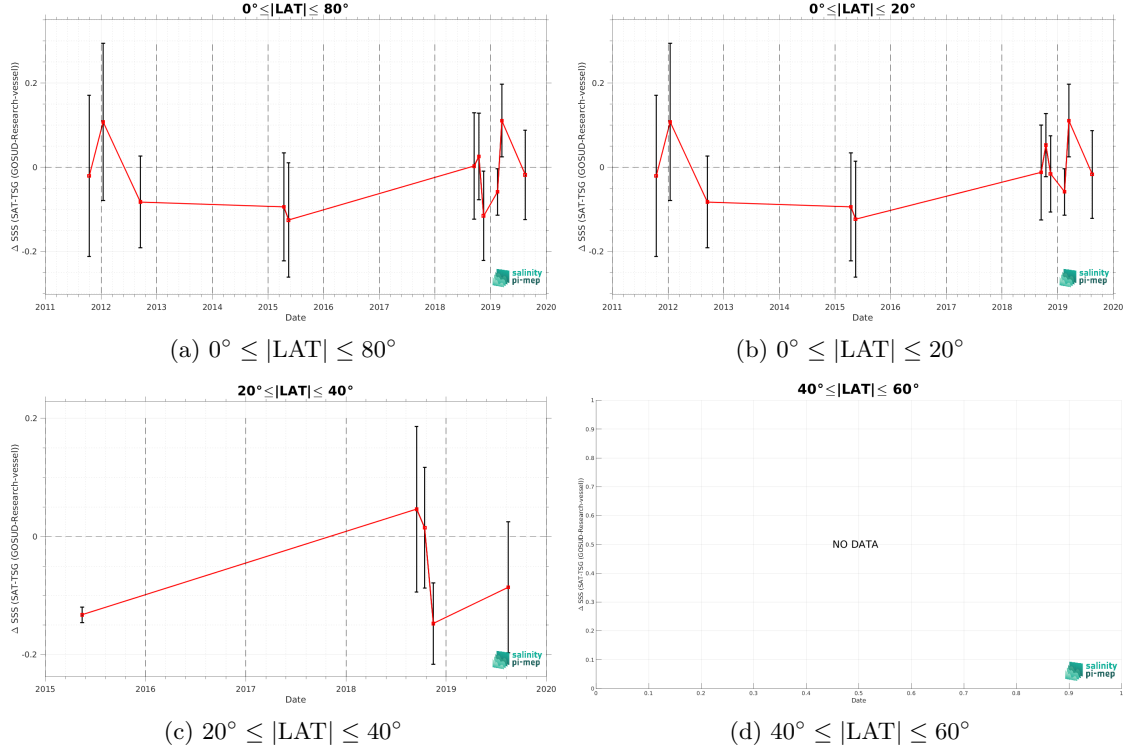 0°≤|LAT|≤ 80°
Δ SSS (SAT-TSG (GOSUD-Research-vessel))
0.2
0
-0.2
2011 2012 2013 2014 2015 2016 2017 2018 2019 2020
Date
salinity
pi-mep
(a) 0° ≤ |LAT| ≤ 80°
0°≤|LAT|≤ 20°
Δ SSS (SAT-TSG (GOSUD-Research-vessel))
0.2
0
-0.2
2011 2012 2013 2014 2015 2016 2017 2018 2019 2020
Date
salinity
pi-mep
(b) 0° ≤ |LAT| ≤ 20°
20°≤|LAT|≤ 40°
Δ SSS (SAT-TSG (GOSUD-Research-vessel))
0.2
0
-0.2
2015 2016 2017 2018 2019 2020
Date
salinity
pi-mep
(c) 20° ≤ |LAT| ≤ 40°
40°≤|LAT|≤ 60°
Δ SSS (SAT-TSG (GOSUD-Research-vessel))
1
0.9
0.8
0.7
0.6
0.5
0.4
0.3
0.2
0.1
0
NO DATA
0 0.1 0.2 0.3 0.4 0.5 0.6 0.7 0.8 0.9 1
Date
salinity
pi-mep
(d) 40° ≤ |LAT| ≤ 60°